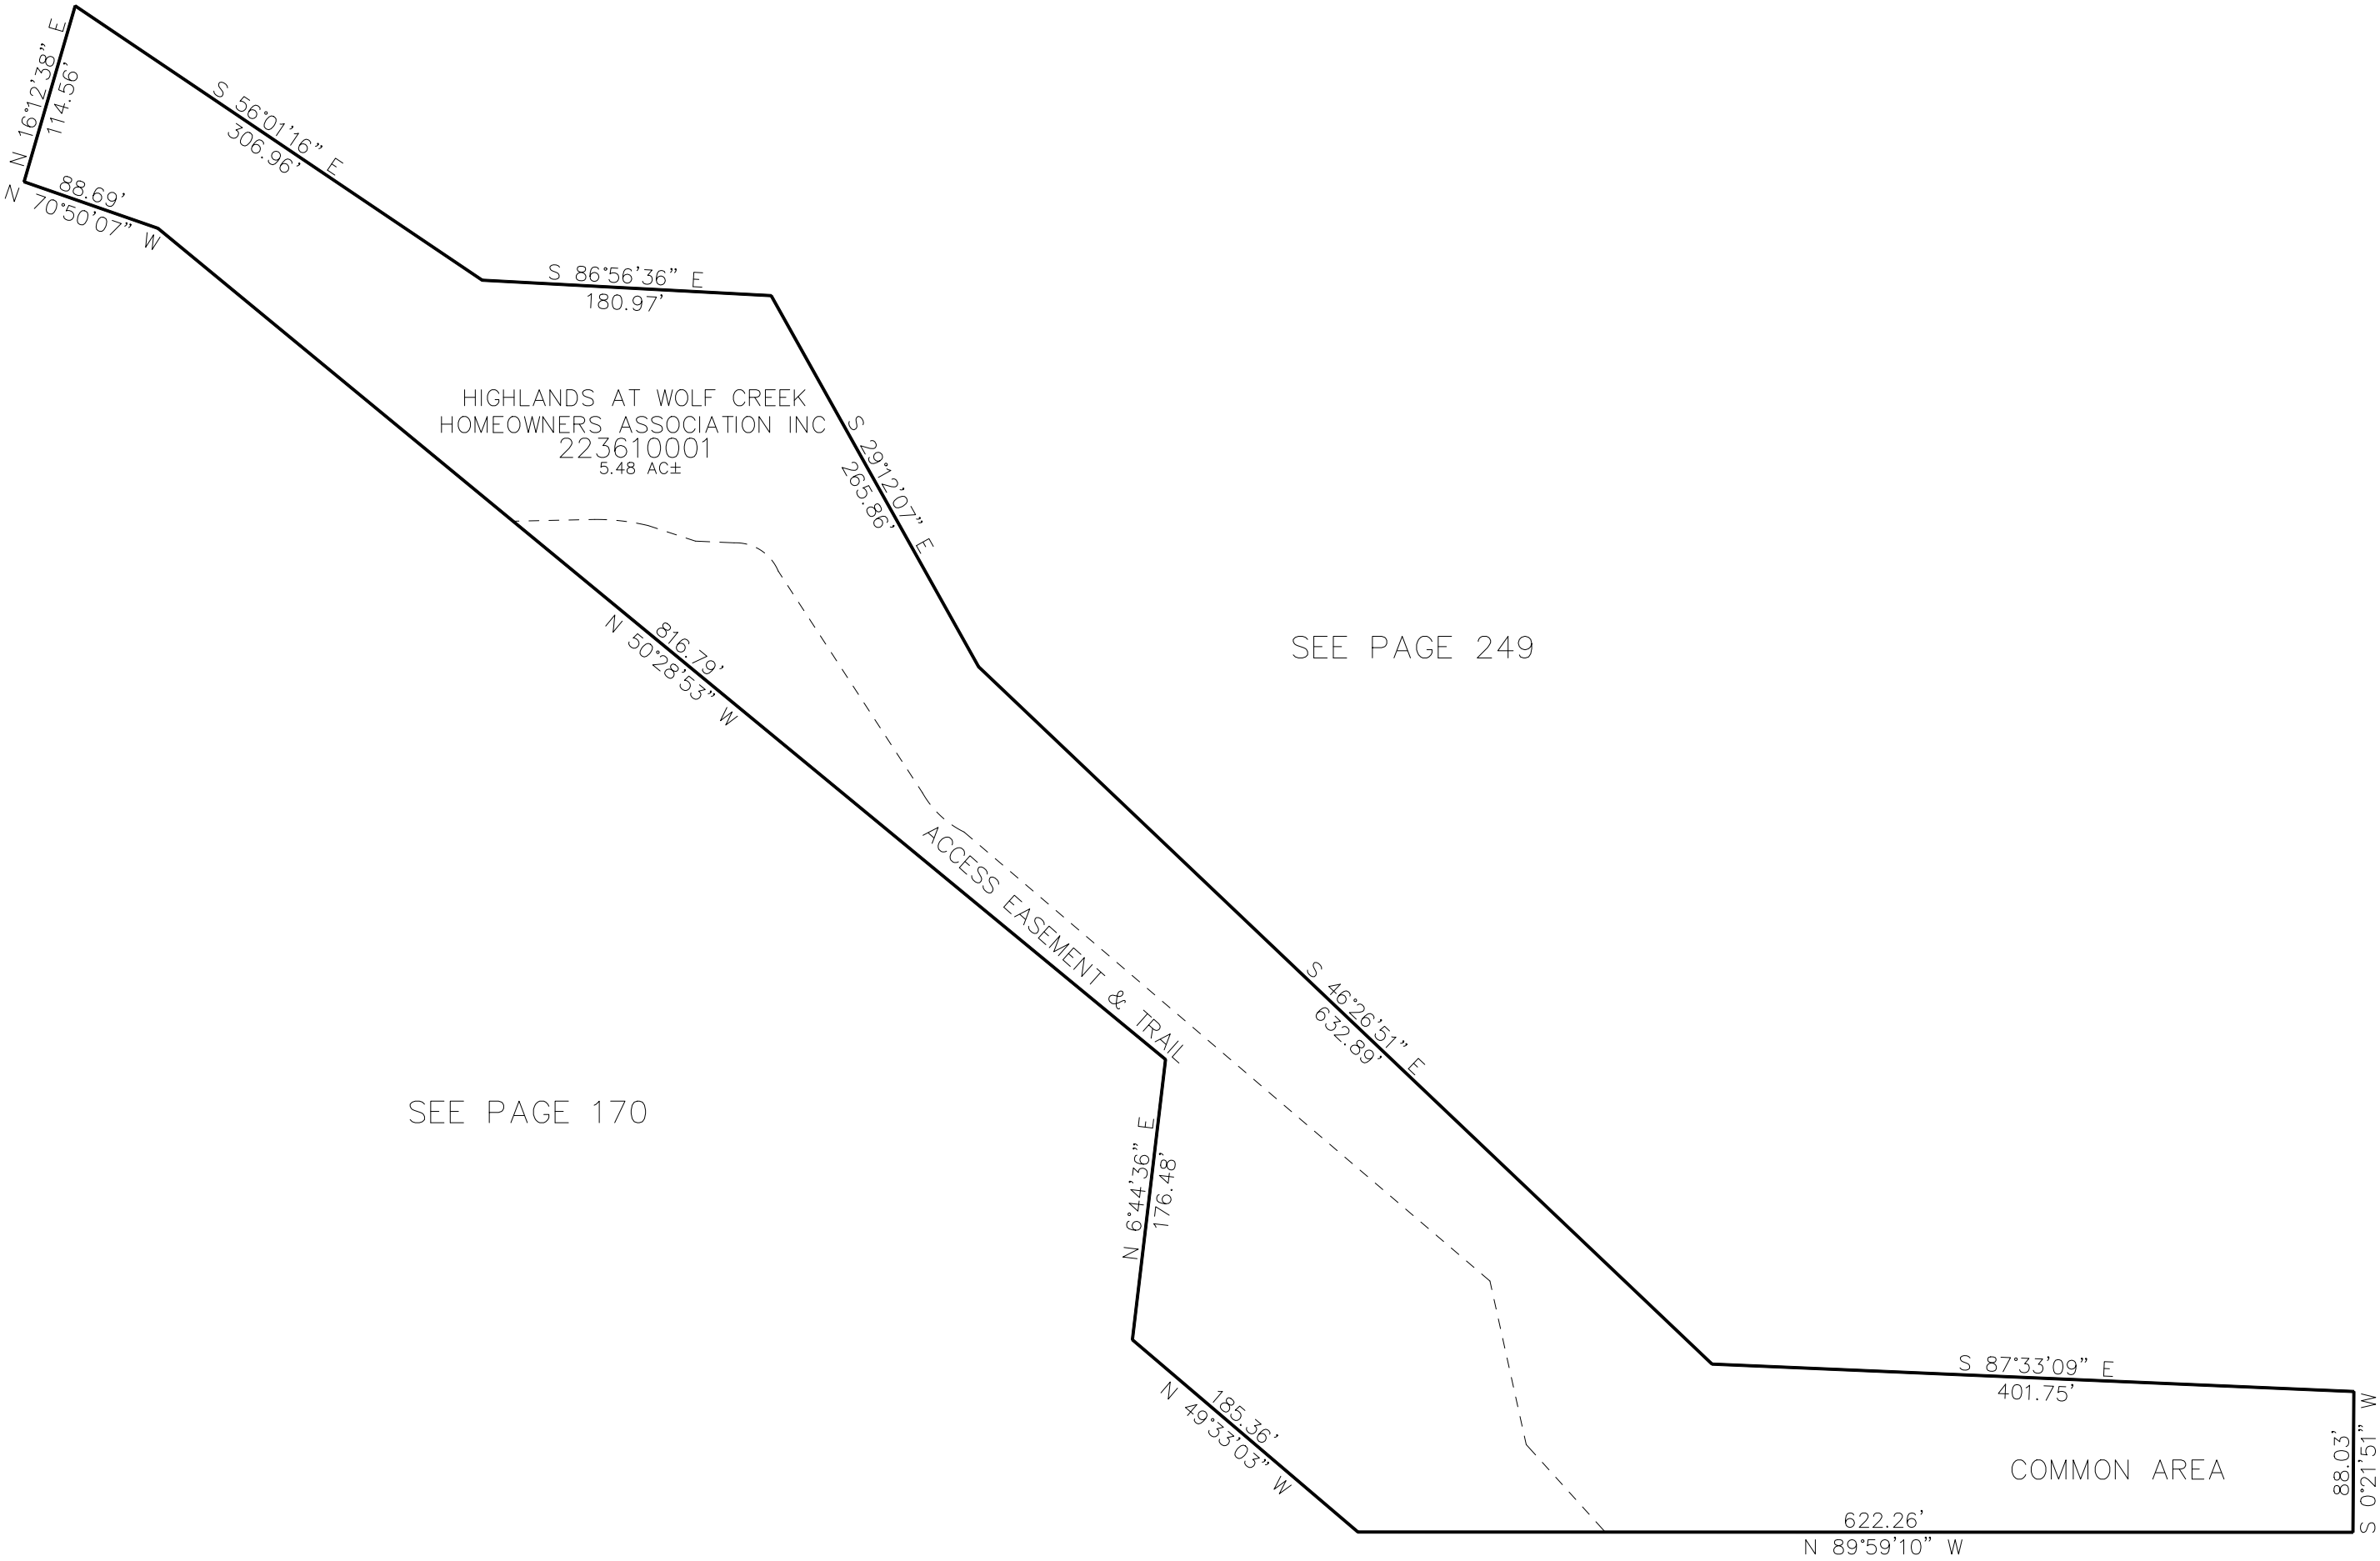 N 16°12'38" E
114.56'
S 56°01'16" E
306.96'
88.69'
N 70°50'07" W
S 86°56'36" E
180.97'
HIGHLANDS AT WOLF CREEK
HOMEOWNERS ASSOCIATION INC
223610001
5.48 AC±
S 29°12'07" E
265.86'
816.79'
N 50°28'53" W
SEE PAGE 249
ACCESS EASEMENT & TRAIL
S 46°26'51" E
632.89'
SEE PAGE 170
N 6°44'36" E
176.48'
S 87°33'09" E
401.75'
185.36'
N 49°33'03" W
COMMON AREA
88.03'
S 0°21'51" W
622.26'
N 89°59'10" W